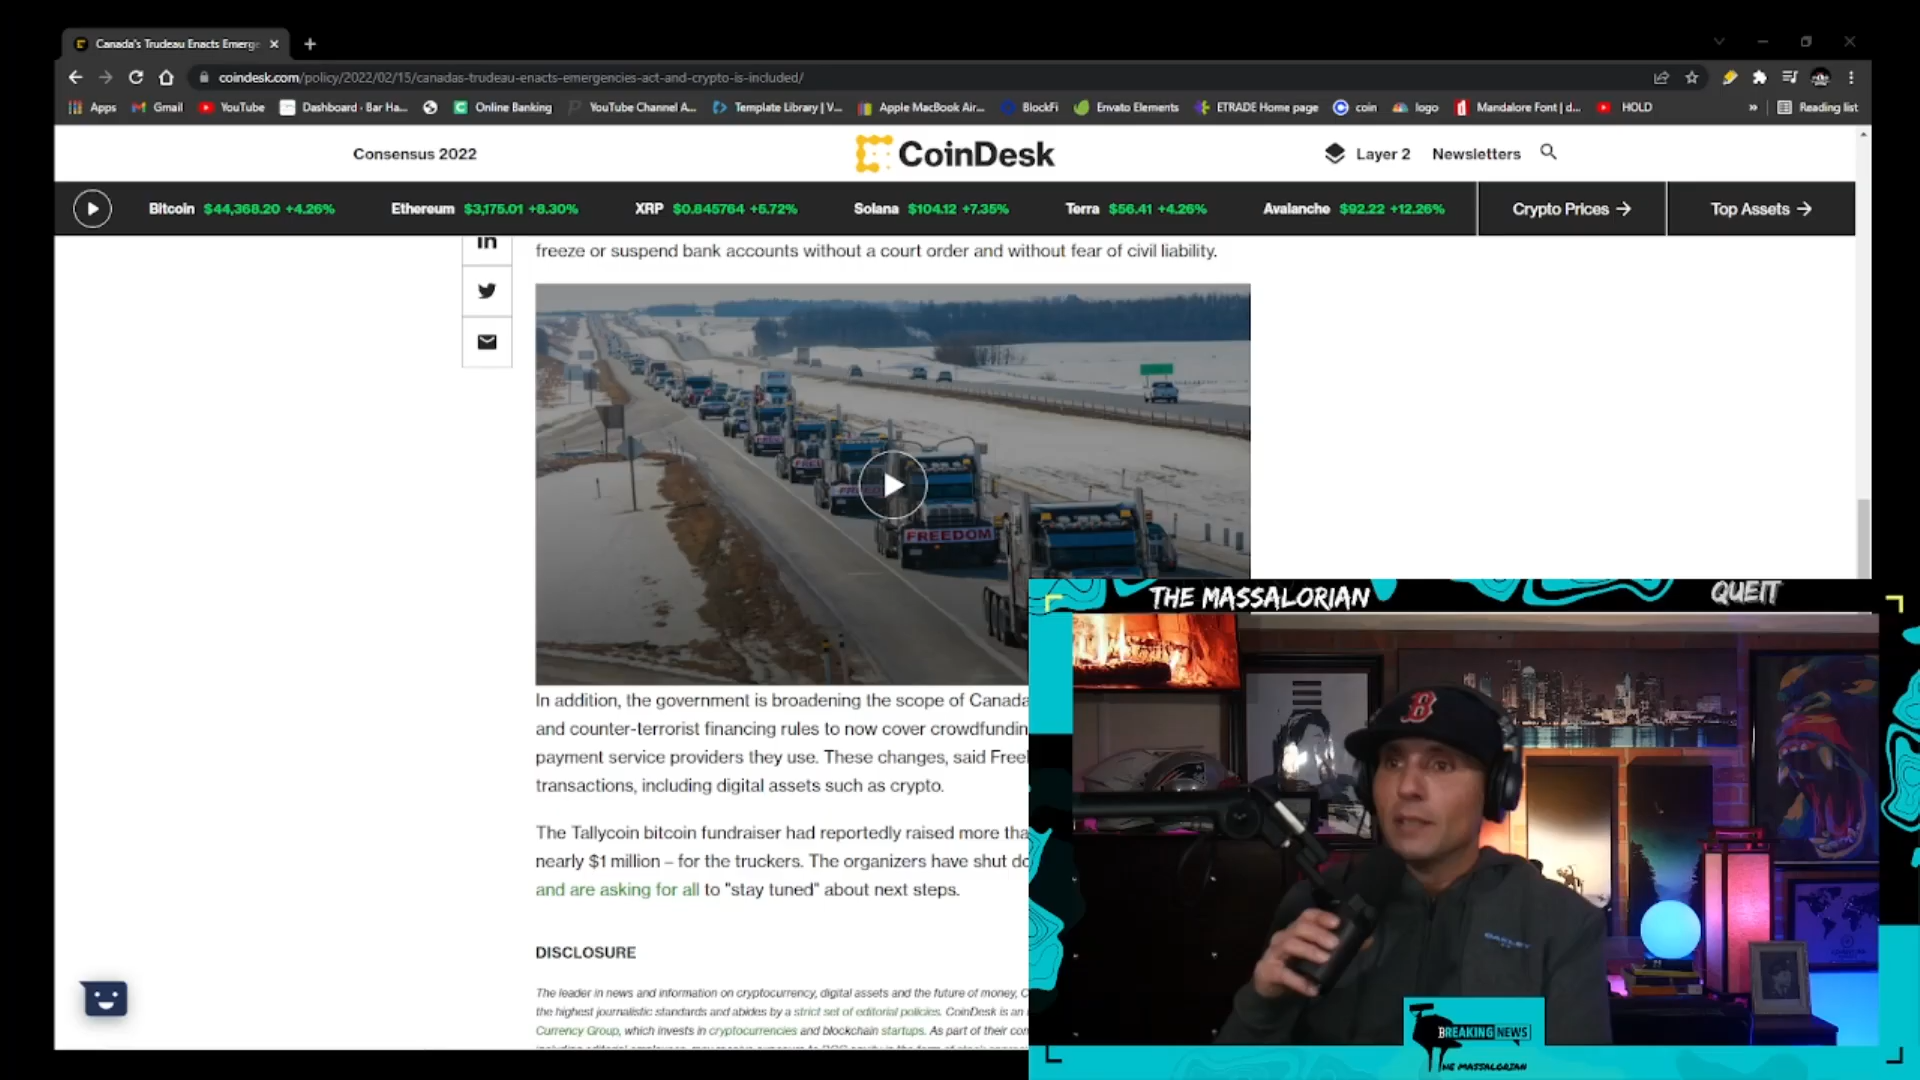 Canada's Trudeau Enacts Emerge
coindesk.com/policy/2022/02/15/canadas-trudeau-enacts-emergencies-act-and-crypto-is-included/
Apps Gmail YouTube Dashboard - Bar Ha... Online Banking YouTube Channel A... Template Library | V... Apple MacBook Air... BlockFi Envato Elements ETRADE Home page coin logo Mandalore Font | d... HOLD » Reading list
Consensus 2022 CoinDesk Layer 2 Newsletters
Bitcoin $44,368.20 +4.26% Ethereum $3,175.01 +8.30% XRP $0.845764 +5.72% Solana $104.12 +7.35% Terra $56.41 +4.26% Avalanche $92.22 +12.26% Crypto Prices → Top Assets →
in
freeze or suspend bank accounts without a court order and without fear of civil liability.
FREEDOM
THE MASSALORIAN QUEIT
In addition, the government is broadening the scope of Canada
and counter-terrorist financing rules to now cover crowdfundin
payment service providers they use. These changes, said Free
transactions, including digital assets such as crypto.
B
The Tallycoin bitcoin fundraiser had reportedly raised more tha
nearly $1 million – for the truckers. The organizers have shut do
and are asking for all to "stay tuned" about next steps.
OAKLEY
DISCLOSURE
The leader in news and information on cryptocurrency, digital assets and the future of money, C
the highest journalistic standards and abides by a strict set of editorial policies. CoinDesk is an
Currency Group, which invests in cryptocurrencies and blockchain startups. As part of their con
BREAKING NEWS
THE MASSALORIAN